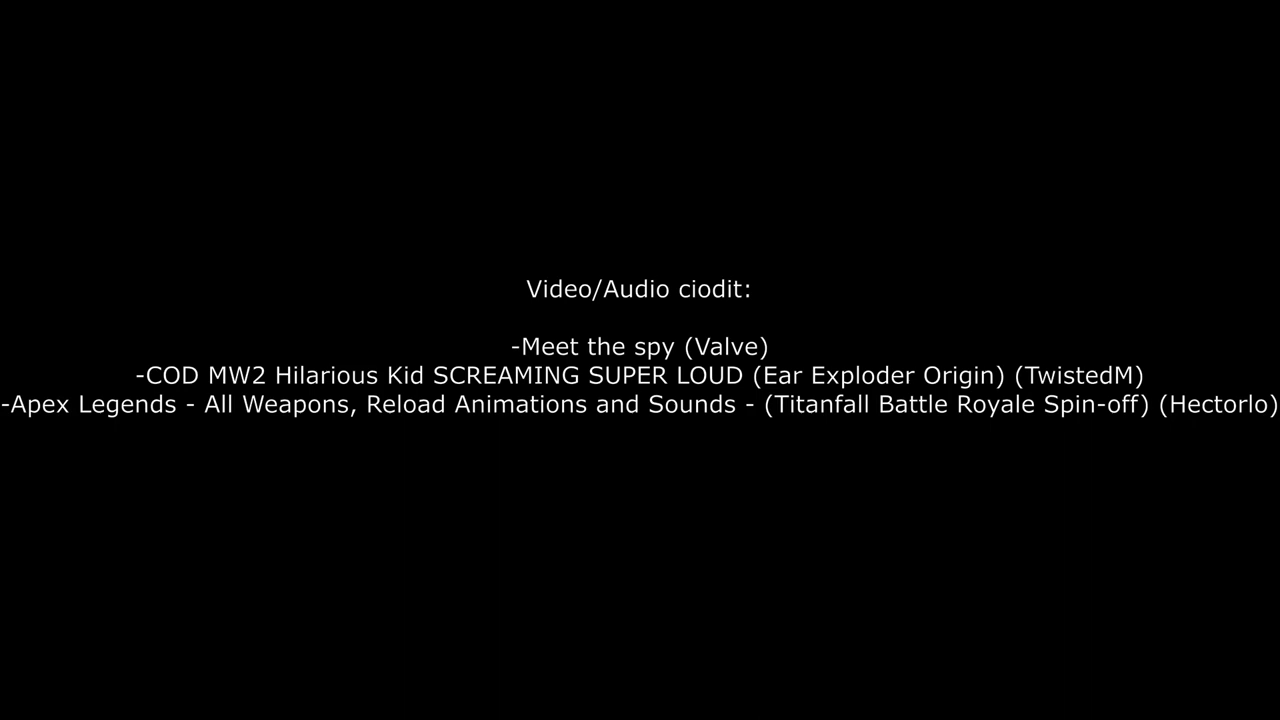 Video/Audio ciodit:
-Meet the spy (Valve)
-COD MW2 Hilarious Kid SCREAMING SUPER LOUD (Ear Exploder Origin) (TwistedM)
-Apex Legends - All Weapons, Reload Animations and Sounds - (Titanfall Battle Royale Spin-off) (Hectorlo)